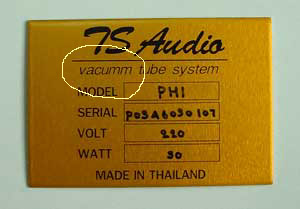 TS Audio
vacumm tube system
MODEL PH1
SERIAL P03A6030107
VOLT 220
WATT 30
MADE IN THAILAND